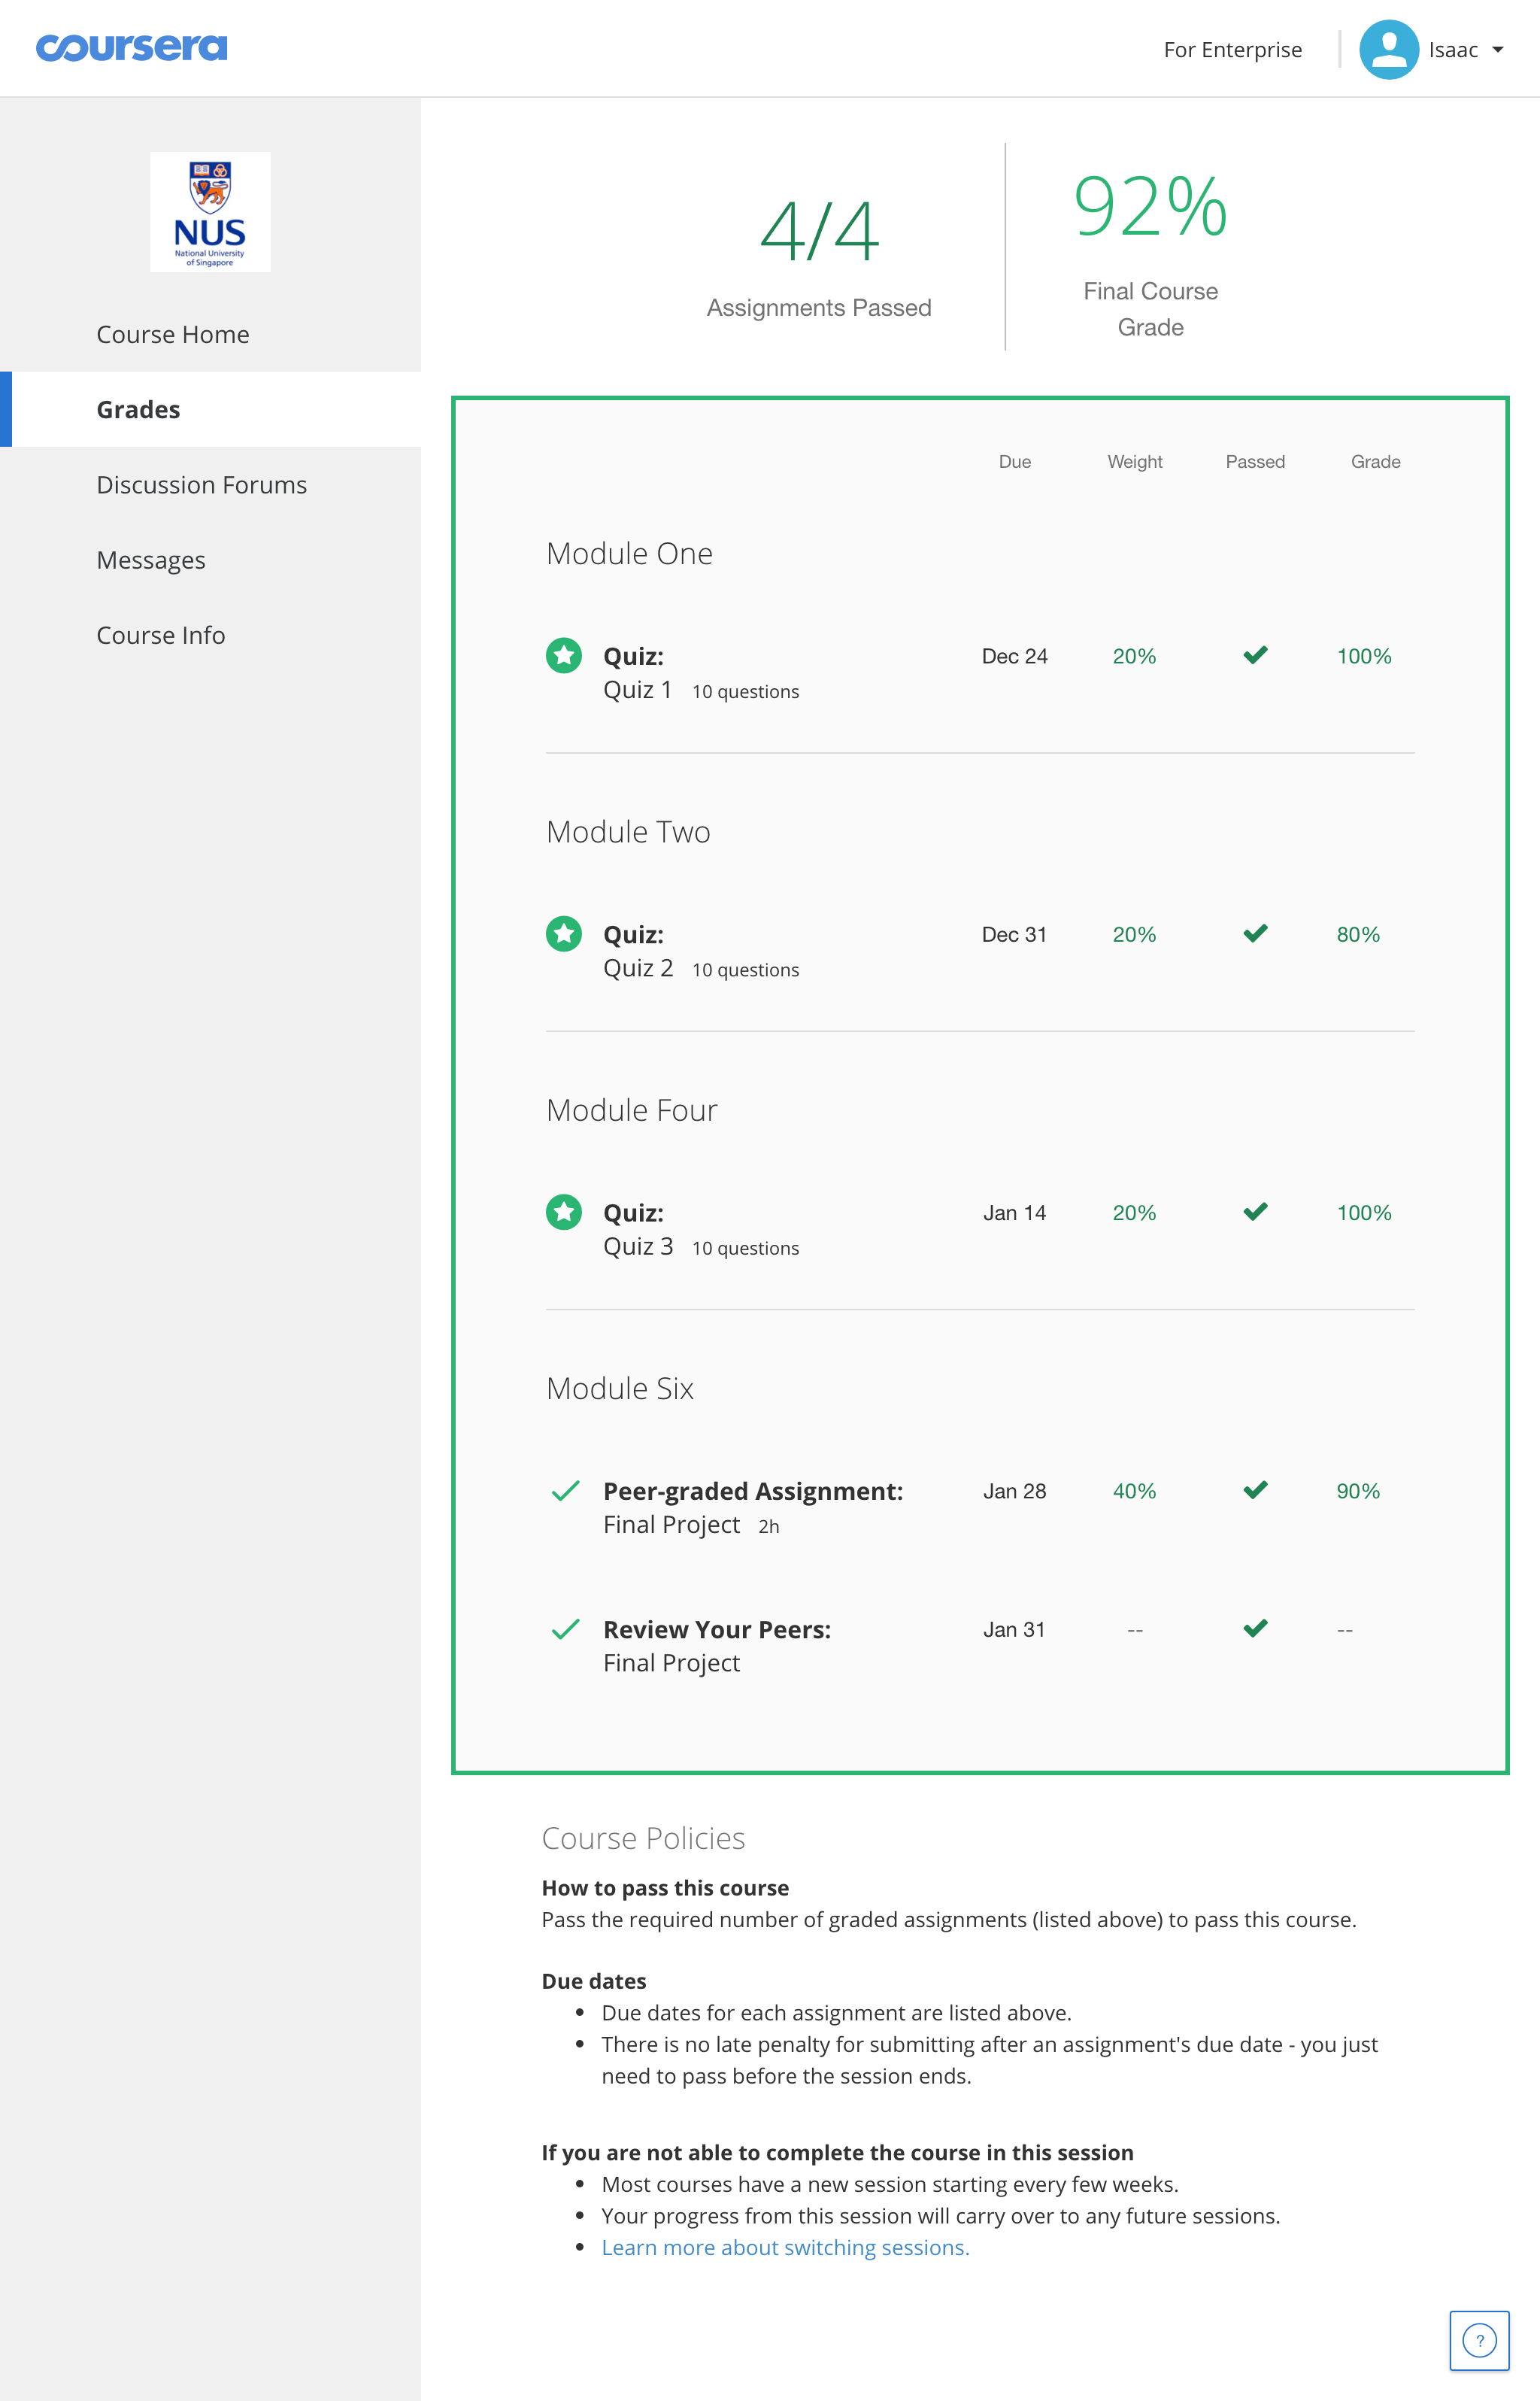 coursera
For Enterprise
Isaac
NUS
National University
of Singapore
Course Home
Grades
Discussion Forums
Messages
Course Info
4/4
Assignments Passed
92%
Final Course
Grade
Due Weight Passed Grade
Module One
Quiz: Dec 24 20% 100%
Quiz 1 10 questions
Module Two
Quiz: Dec 31 20% 80%
Quiz 2 10 questions
Module Four
Quiz: Jan 14 20% 100%
Quiz 3 10 questions
Module Six
Peer-graded Assignment: Jan 28 40% 90%
Final Project 2h
Review Your Peers: Jan 31 -- --
Final Project
Course Policies
How to pass this course
Pass the required number of graded assignments (listed above) to pass this course.
Due dates
Due dates for each assignment are listed above.
There is no late penalty for submitting after an assignment's due date - you just
need to pass before the session ends.
If you are not able to complete the course in this session
Most courses have a new session starting every few weeks.
Your progress from this session will carry over to any future sessions.
Learn more about switching sessions.
?